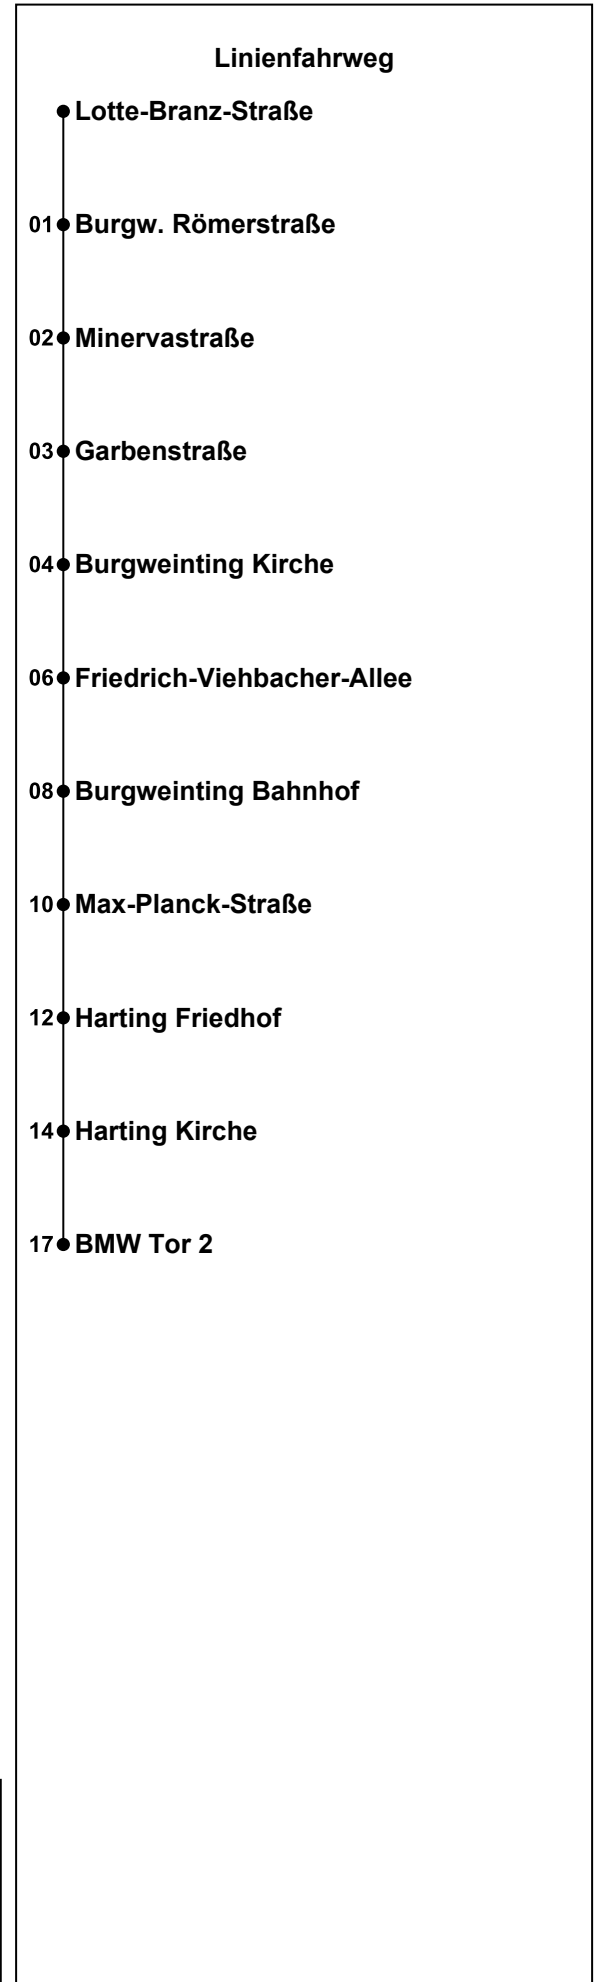 Linienfahrweg
Lotte-Branz-Straße
01 Burgw. Römerstraße
02 Minervastraße
03 Garbenstraße
04 Burgweinting Kirche
06 Friedrich-Viehbacher-Allee
08 Burgweinting Bahnhof
10 Max-Planck-Straße
12 Harting Friedhof
14 Harting Kirche
17 BMW Tor 2